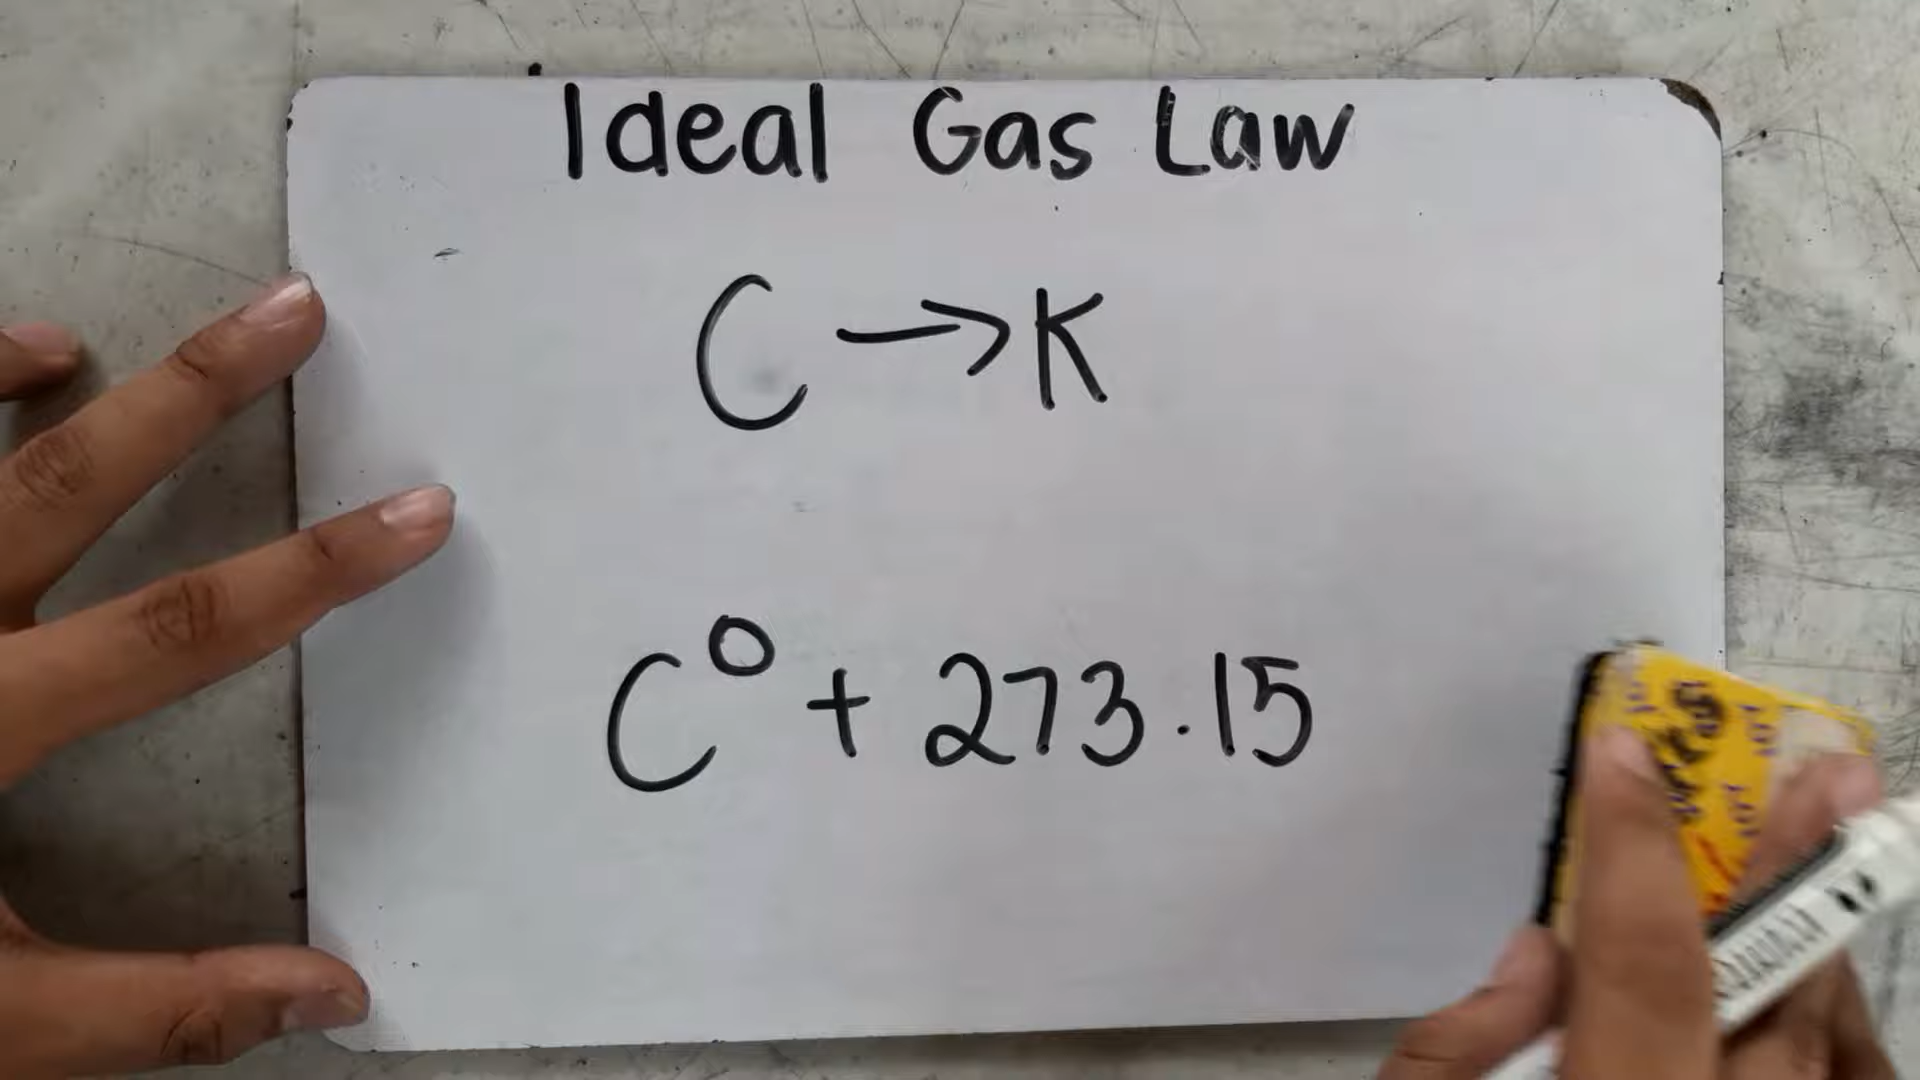 Ideal Gas Law
C → K
C° + 273.15